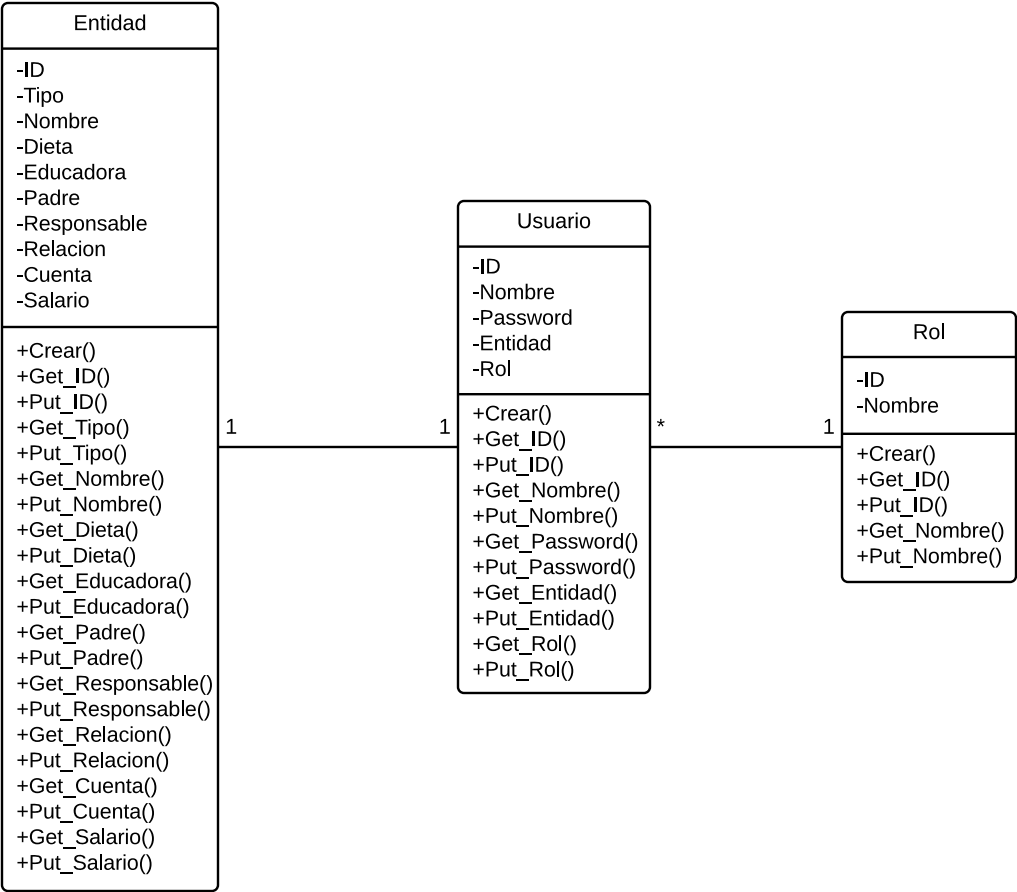 Entidad
-ID
-Tipo
-Nombre
-Dieta
-Educadora
-Padre
-Responsable
-Relacion
-Cuenta
-Salario
+Crear()
+Get_ID()
+Put_ID()
+Get_Tipo()
+Put_Tipo()
+Get_Nombre()
+Put_Nombre()
+Get_Dieta()
+Put_Dieta()
+Get_Educadora()
+Put_Educadora()
+Get_Padre()
+Put_Padre()
+Get_Responsable()
+Put_Responsable()
+Get_Relacion()
+Put_Relacion()
+Get_Cuenta()
+Put_Cuenta()
+Get_Salario()
+Put_Salario()
1
1
Usuario
-ID
-Nombre
-Password
-Entidad
-Rol
+Crear()
+Get_ID()
+Put_ID()
+Get_Nombre()
+Put_Nombre()
+Get_Password()
+Put_Password()
+Get_Entidad()
+Put_Entidad()
+Get_Rol()
+Put_Rol()
*
1
Rol
-ID
-Nombre
+Crear()
+Get_ID()
+Put_ID()
+Get_Nombre()
+Put_Nombre()